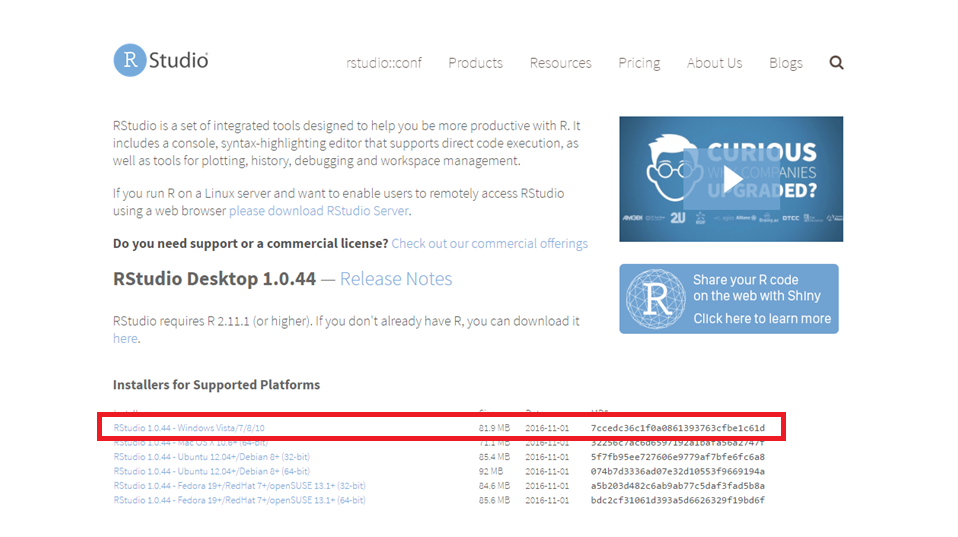 R Studio
rstudio::conf Products Resources Pricing About Us Blogs
RStudio is a set of integrated tools designed to help you be more productive with R. It
includes a console, syntax-highlighting editor that supports direct code execution, as
well as tools for plotting, history, debugging and workspace management.
If you run R on a Linux server and want to enable users to remotely access RStudio
using a web browser please download RStudio Server.
Do you need support or a commercial license? Check out our commercial offerings
RStudio Desktop 1.0.44 — Release Notes
RStudio requires R 2.11.1 (or higher). If you don't already have R, you can download it
here.
CURIOUS
COMPANIES
UPGRADED?
AMGEN 2U Allianz DTCC
R
Share your R code
on the web with Shiny
Click here to learn more
Installers for Supported Platforms
RStudio 1.0.44 - Windows Vista/7/8/10 81.9 MB 2016-11-01 7ccedc36c1f0a0861393763cfbe1c61d
RStudio 1.0.44 - Mac OS X 10.6+ (64-bit) 71.1 MB 2016-11-01 32256c7ac6d6597192a1bafa56a2747f
RStudio 1.0.44 - Ubuntu 12.04+/Debian 8+ (32-bit) 85.4 MB 2016-11-01 5f7fb95ee727606e9779af7bfe6fc6a8
RStudio 1.0.44 - Ubuntu 12.04+/Debian 8+ (64-bit) 92 MB 2016-11-01 074b7d3336ad07e32d10553f9669194a
RStudio 1.0.44 - Fedora 19+/RedHat 7+/openSUSE 13.1+ (32-bit) 84.6 MB 2016-11-01 a5b203d482c6ab9ab77c5daf3fad5b8a
RStudio 1.0.44 - Fedora 19+/RedHat 7+/openSUSE 13.1+ (64-bit) 85.6 MB 2016-11-01 bdc2cf31061d393a5d6626329f19bd6f